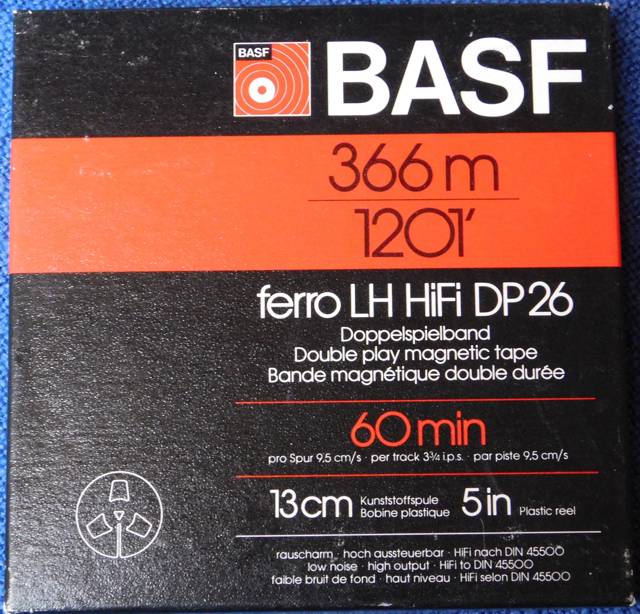 BASF
BASF
366 m
1201'
ferro LH HiFi DP 26
Doppelspielband
Double play magnetic tape
Bande magnétique double durée
60 min
pro Spur 9,5 cm/s · per track 3¾ i.p.s. · par piste 9,5 cm/s
13 cm Kunststoffspule
Bobine plastique 5 in Plastic reel
rauscharm · hoch aussteuerbar · HiFi nach DIN 45500
low noise · high output · HiFi to DIN 45500
faible bruit de fond · haut niveau · HiFi selon DIN 45500